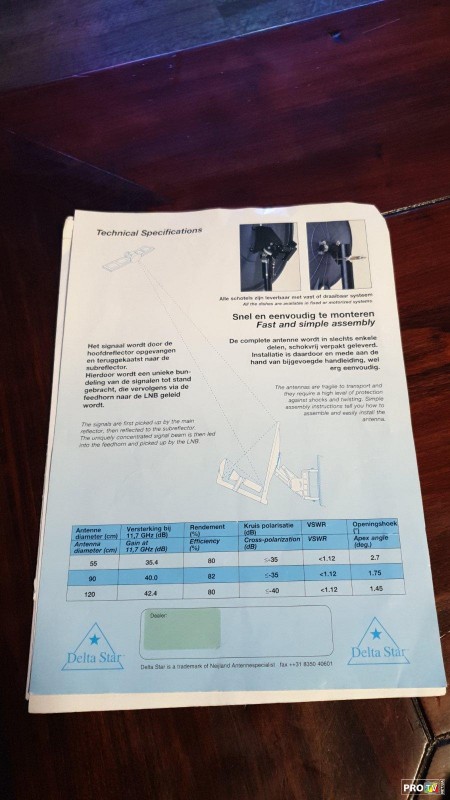 Technical Specifications
Alle schotels zijn leverbaar met vast of draaibaar systeem
All the dishes are available in fixed or motorized systems
Snel en eenvoudig te monteren
Fast and simple assembly
De complete antenne wordt in slechts enkele
delen, schokvrij verpakt geleverd.
Installatie is daardoor en mede aan de
hand van bijgevoegde handleiding, wel
erg eenvoudig.
Het signaal wordt door de
hoofdreflector opgevangen
en teruggekaatst naar de
subreflector.
Hierdoor wordt een unieke bun-
deling van de signalen tot stand
gebracht, die vervolgens via de
feedhorn naar de LNB geleid
wordt.
The antennas are fragile to transport and
they require a high level of protection
against shocks and twisting. Simple
assembly instructions tell you how to
assemble and easily install the
antenna.
The signals are first picked up by the main
reflector, then reflected to the subreflector.
The uniquely concentrated signal beam is then led
into the feedhorn and picked up by the LNB.
Antenne diameter (cm) Versterking bij 11,7 GHz (dB) Rendement (%) Kruis polarisatie (dB) VSWR Openingshoek (°)
Antenna diameter (cm) Gain at 11,7 GHz (dB) Efficiency (%) Cross-polarization (dB) VSWR Apex angle (deg.)
55 35.4 80 ≤-35 <1.12 2.7
90 40.0 82 ≤-35 <1.12 1.75
120 42.4 80 ≤-40 <1.12 1.45
Dealer:
Delta Star
Delta Star
Delta Star is a trademark of Neijland Antennespecialist fax ++31 8350 40601
PRO TV